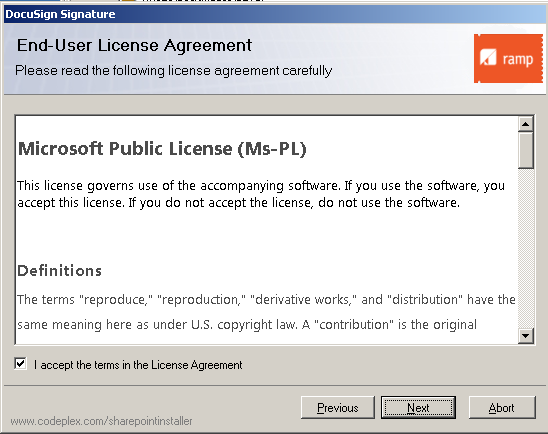 DocuSign Signature
End-User License Agreement
Please read the following license agreement carefully
ramp
Microsoft Public License (Ms-PL)
This license governs use of the accompanying software. If you use the software, you
accept this license. If you do not accept the license, do not use the software.
Definitions
The terms "reproduce," "reproduction," "derivative works," and "distribution" have the
same meaning here as under U.S. copyright law. A "contribution" is the original
I accept the terms in the License Agreement
Previous
Next
Abort
www.codeplex.com/sharepointinstaller